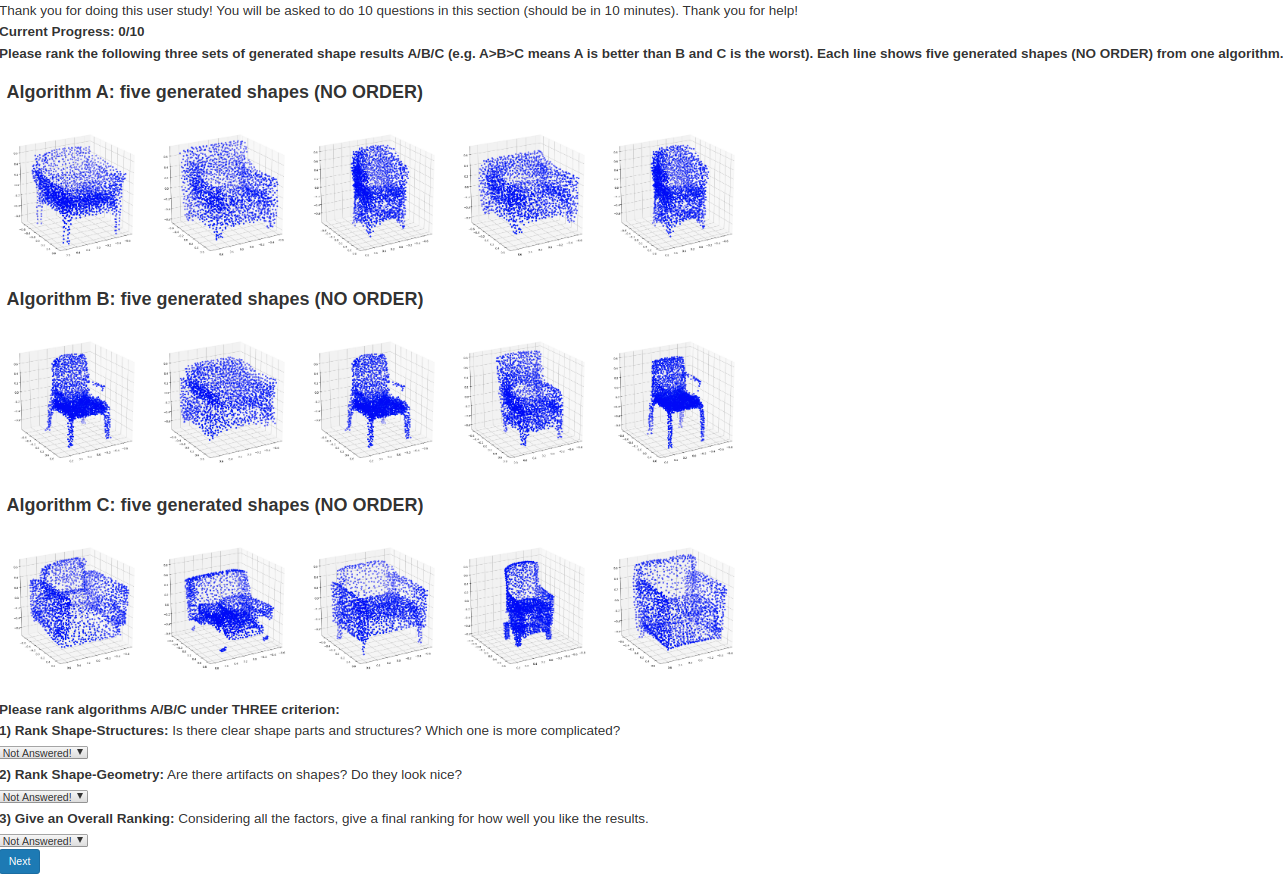 Thank you for doing this user study! You will be asked to do 10 questions in this section (should be in 10 minutes). Thank you for help!
Current Progress: 0/10
Please rank the following three sets of generated shape results A/B/C (e.g. A>B>C means A is better than B and C is the worst). Each line shows five generated shapes (NO ORDER) from one algorithm.
Algorithm A: five generated shapes (NO ORDER)
Algorithm B: five generated shapes (NO ORDER)
Algorithm C: five generated shapes (NO ORDER)
Please rank algorithms A/B/C under THREE criterion:
1) Rank Shape-Structures: Is there clear shape parts and structures? Which one is more complicated?
Not Answered!
2) Rank Shape-Geometry: Are there artifacts on shapes? Do they look nice?
Not Answered!
3) Give an Overall Ranking: Considering all the factors, give a final ranking for how well you like the results.
Not Answered!
Next